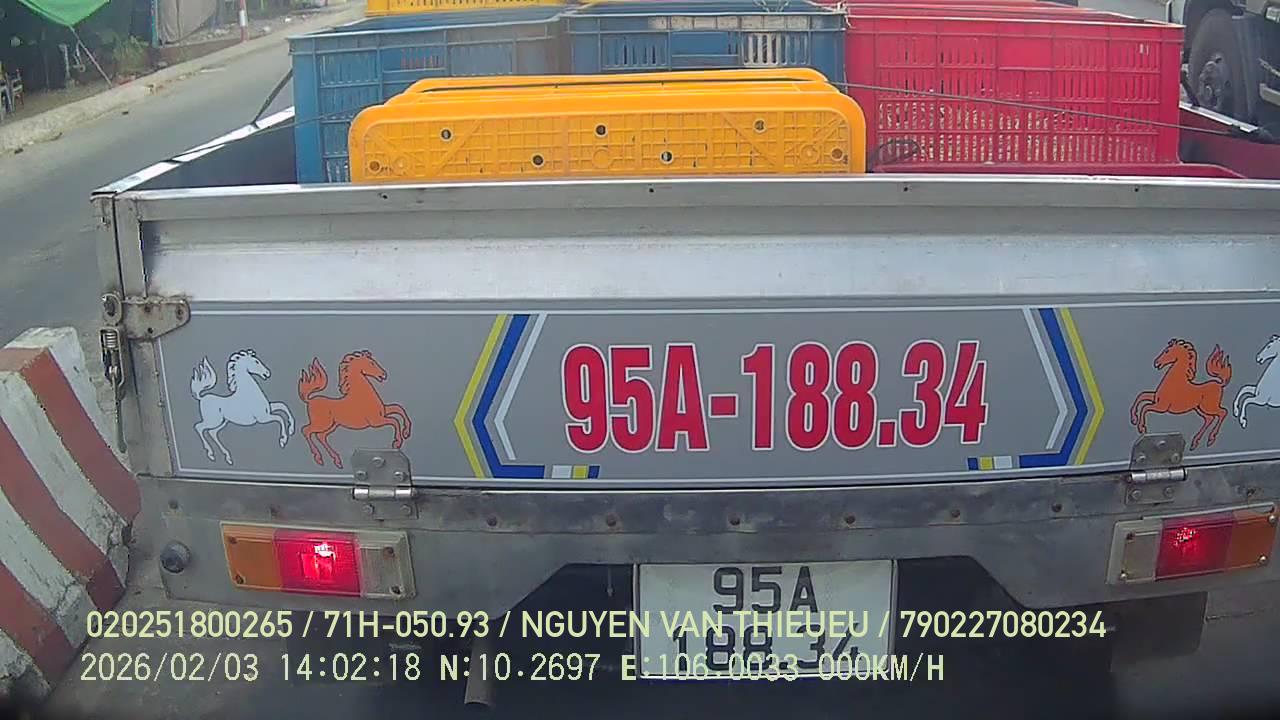 95A-188.34
95A
188.34
020251800265 / 71H-050.93 / NGUYEN VAN THIEUEU / 790227080234
2026/02/03 14:02:18 N:10.2697 E:106.0033 000KM/H